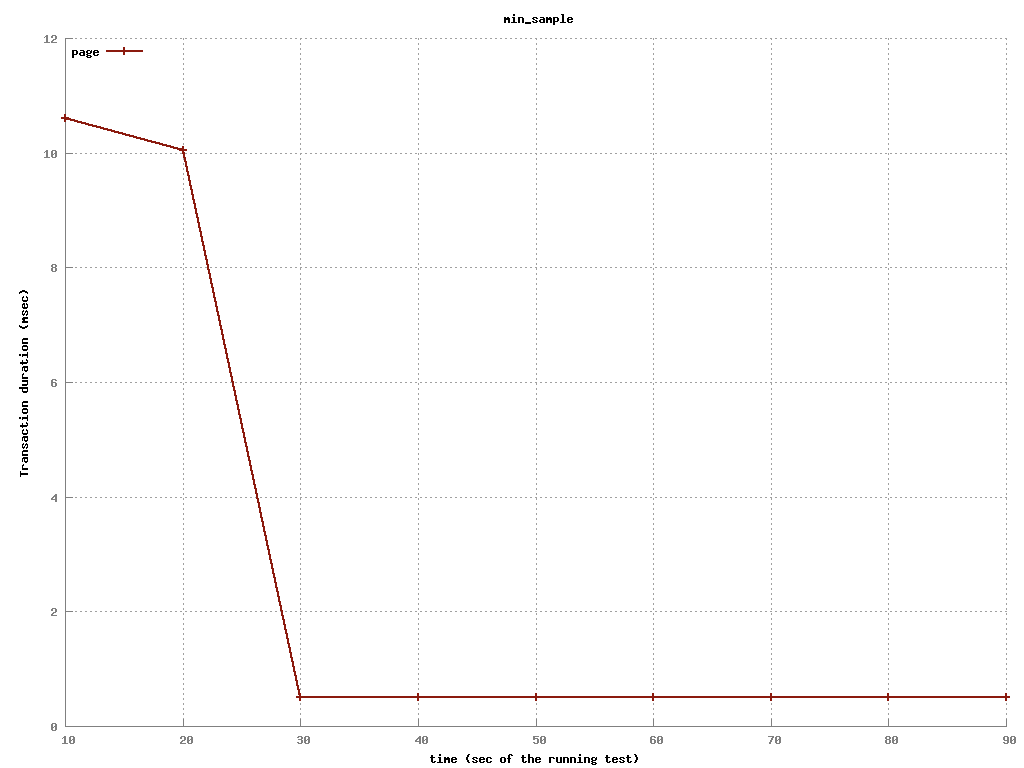 min_sample
page
12
10
8
6
4
2
0
Transaction duration (msec)
10 20 30 40 50 60 70 80 90
time (sec of the running test)